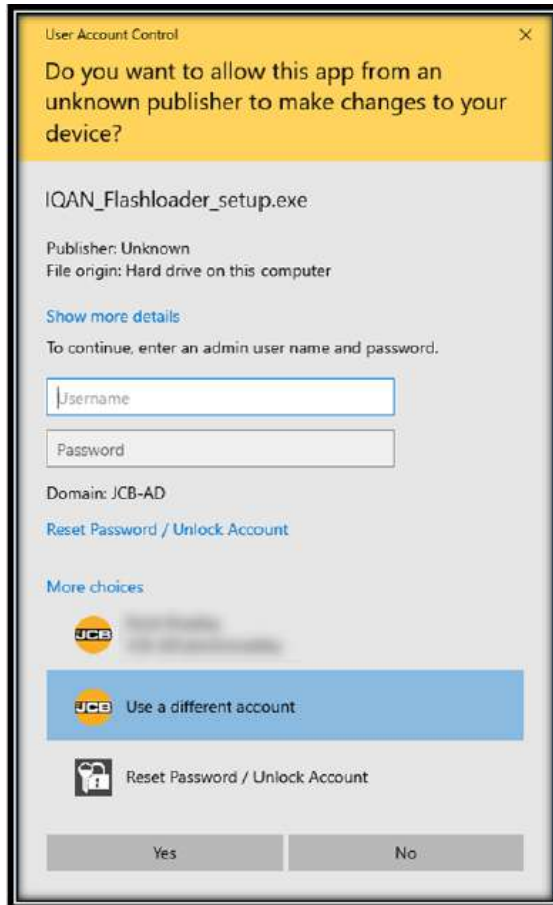 User Account Control
Do you want to allow this app from an
unknown publisher to make changes to your
device?
IQAN_Flashloader_setup.exe
Publisher: Unknown
File origin: Hard drive on this computer
Show more details
To continue, enter an admin user name and password.
Username
Password
Domain: JCB-AD
Reset Password / Unlock Account
More choices
JCB
JCB Use a different account
Reset Password / Unlock Account
Yes No